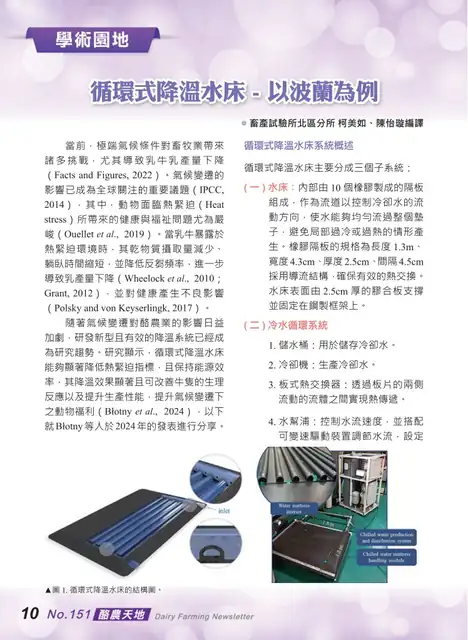 學術園地
循環式降溫水床 - 以波蘭為例
● 畜產試驗所北區分所 柯美如、陳怡璇編譯
當前，極端氣候條件對畜牧業帶來
諸多挑戰，尤其導致乳牛乳產量下降
（Facts and Figures, 2022）。氣候變遷的
影響已成為全球關注的重要議題（IPCC,
2014），其中，動物面臨熱緊迫（Heat
stress）所帶來的健康與福祉問題尤為嚴
峻（Ouellet et al., 2019）。當乳牛暴露於
熱緊迫環境時，其乾物質攝取量減少、
躺臥時間縮短，並降低反芻頻率，進一步
導致乳產量下降（Wheelock et al., 2010；
Grant, 2012），並對健康產生不良影響
（Polsky and von Keyserlingk, 2017）。
隨著氣候變遷對酪農業的影響日益
加劇，研發新型且有效的降溫系統已經成
為研究趨勢。研究顯示，循環式降溫水床
能夠顯著降低熱緊迫指標，且保持能源效
率，其降溫效果顯著且可改善牛隻的生理
反應以及提升生產性能，提升氣候變遷下
之動物福利（Błotny et al., 2024），以下
就 Błotny 等人於 2024 年的發表進行分享。
循環式降溫水床系統概述
循環式降溫水床主要分成三個子系統：
(一) 水床：內部由 10 個橡膠製成的隔板
組成，作為流道以控制冷卻水的流
動方向，使水能夠均勻流過整個墊
子，避免局部過冷或過熱的情形產
生。橡膠隔板的規格為長度 1.3m、
寬度 4.3cm、厚度 2.5cm、間隔 4.5cm
採用導流結構，確保有效的熱交換。
水床表面由 2.5cm 厚的膠合板支撐
並固定在鋼製框架上。
(二) 冷水循環系統
1. 儲水桶：用於儲存冷卻水。
2. 冷卻機：生產冷卻水。
3. 板式熱交換器：透過板片的兩側
流動的流體之間實現熱傳遞。
4. 水幫浦：控制水流速度，並搭配
可變速驅動裝置調節水流，設定
Water mattress
interior
Chilled water production
and distribution system
Chilled water mattress
handling module
▲圖 1. 循環式降溫水床的結構圖。
10 No.151 酪農天地 Dairy Farming Newsletter